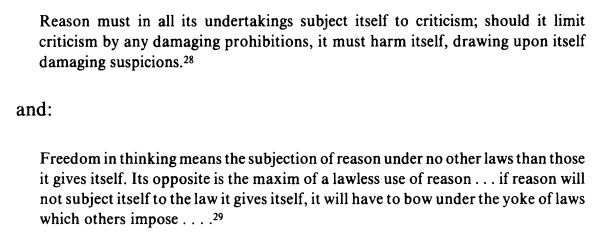 Reason must in all its undertakings subject itself to criticism; should it limit
criticism by any damaging prohibitions, it must harm itself, drawing upon itself
damaging suspicions.28
and:
Freedom in thinking means the subjection of reason under no other laws than those
it gives itself. Its opposite is the maxim of a lawless use of reason . . . if reason will
not subject itself to the law it gives itself, it will have to bow under the yoke of laws
which others impose . . . .29